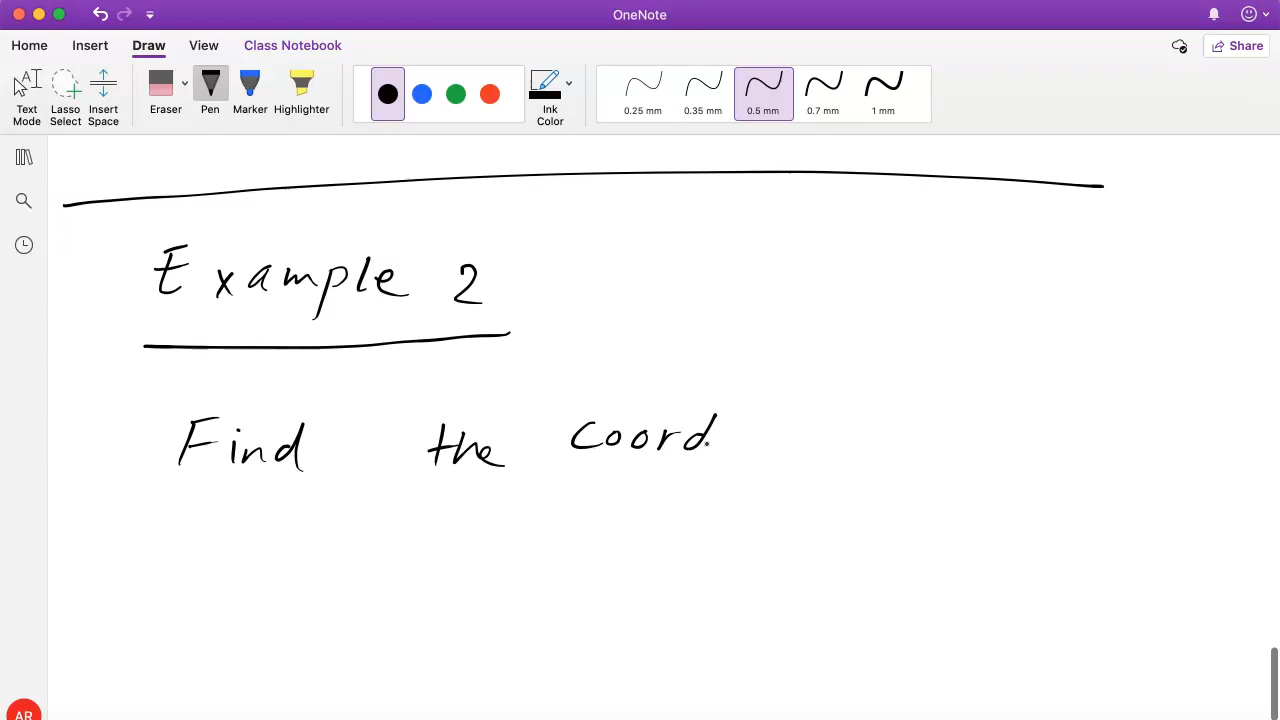 OneNote
Home Insert Draw View Class Notebook Share
Text Mode Lasso Select Insert Space Eraser Pen Marker Highlighter Ink Color 0.25 mm 0.35 mm 0.5 mm 0.7 mm 1 mm
Example 2
Find the coord
AR